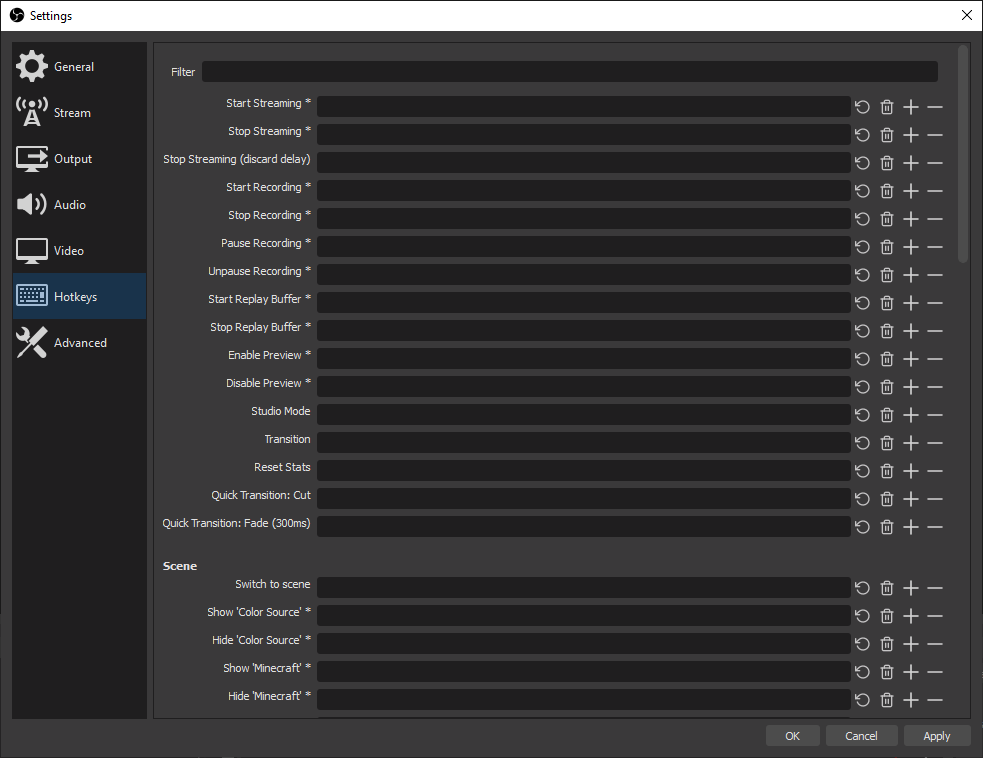 Settings
General
Stream
Output
Audio
Video
Hotkeys
Advanced
Filter
Start Streaming *
Stop Streaming *
Stop Streaming (discard delay)
Start Recording *
Stop Recording *
Pause Recording *
Unpause Recording *
Start Replay Buffer *
Stop Replay Buffer *
Enable Preview *
Disable Preview *
Studio Mode
Transition
Reset Stats
Quick Transition: Cut
Quick Transition: Fade (300ms)
Scene
Switch to scene
Show 'Color Source' *
Hide 'Color Source' *
Show 'Minecraft' *
Hide 'Minecraft' *
OK
Cancel
Apply